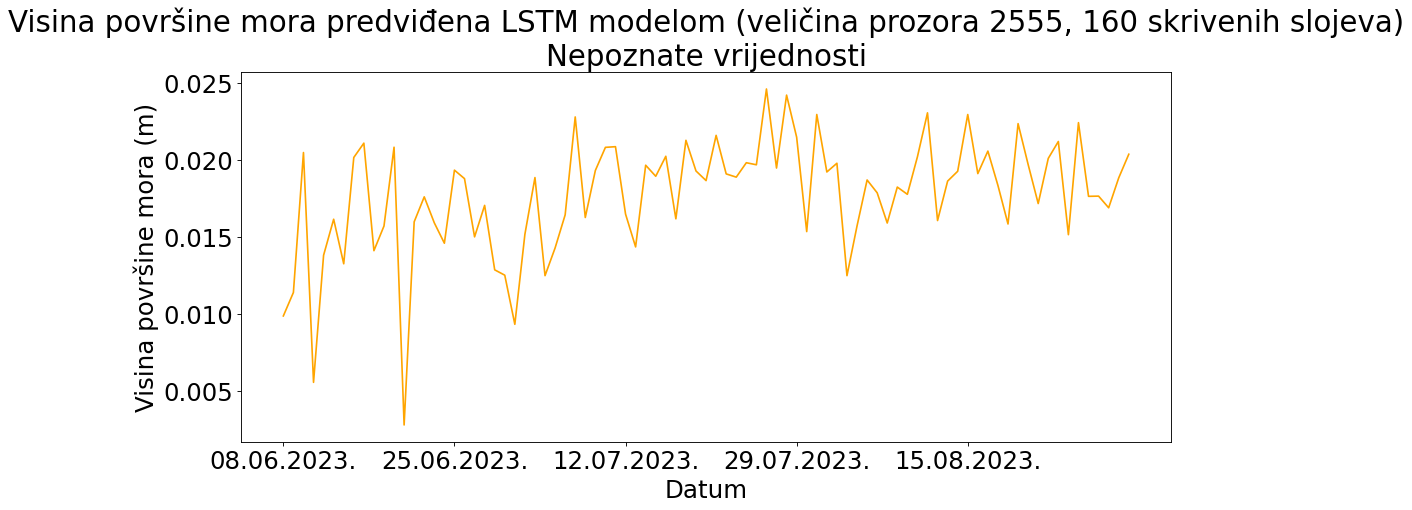 Visina površine mora predviđena LSTM modelom (veličina prozora 2555, 160 skrivenih slojeva)
Nepoznate vrijednosti
Visina površine mora (m)
0.025
0.020
0.015
0.010
0.005
08.06.2023. 25.06.2023. 12.07.2023. 29.07.2023. 15.08.2023.
Datum